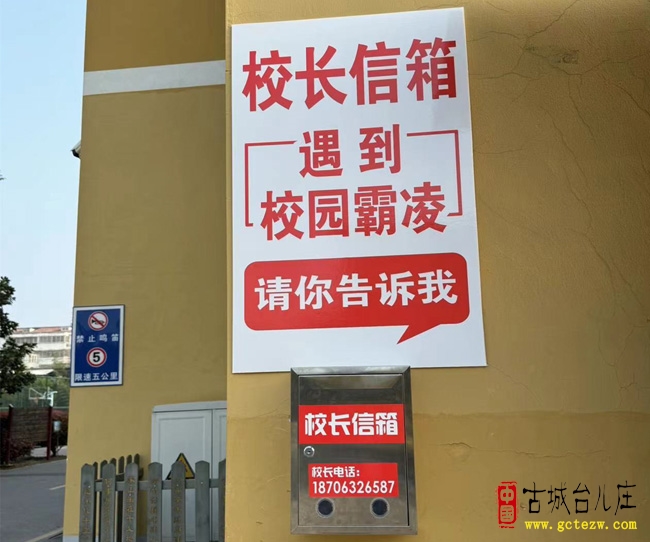 校长信箱
遇到
校园霸凌
请你告诉我
禁止鸣笛
5
限速五公里
校长信箱
校长电话：
18706326587
中國 古城台儿庄
www.gctezw.com